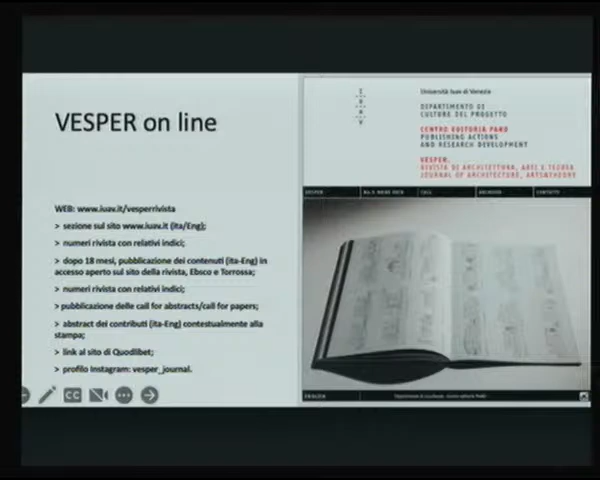 VESPER on line
WEB: www.iuav.it/vesperrivista
> sezione sul sito www.iuav.it (ita/Eng);
> numeri rivista con relativi indici;
> dopo 18 mesi, pubblicazione dei contenuti (ita-Eng) in
accesso aperto sul sito della rivista, Ebsco e Torrossa;
> numeri rivista con relativi indici;
>pubblicazione delle call for abstracts/call for papers;
> abstract dei contributi (ita-Eng) contestualmente alla
stampa;
> link al sito di Quodlibet;
> profilo Instagram: vesper_journal.
CC
I
U
A
V
Università Iuav di Venezia
DIPARTIMENTO DI
CULTURE DEL PROGETTO
CENTRO EDITORIA PARD
PUBLISHING ACTIONS
AND RESEARCH DEVELOPMENT
VESPER.
RIVISTA DI ARCHITETTURA, ARTI E TEORIA
JOURNAL OF ARCHITECTURE, ARTS&THEORY
VESPER
CALL
ARCHIVIO
CONTATTI
ENGLISH